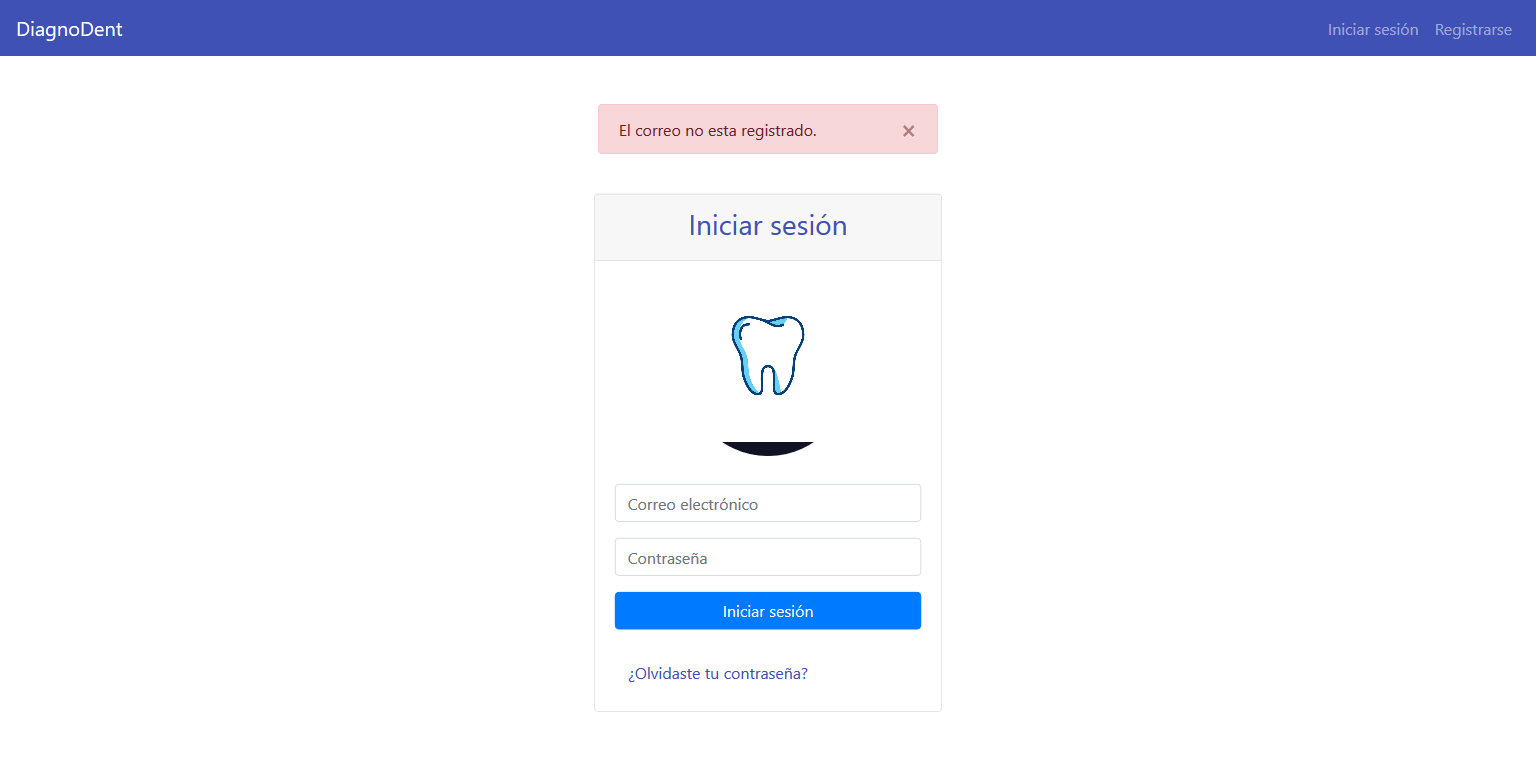 DiagnoDent
Iniciar sesión Registrarse
El correo no esta registrado. ×
Iniciar sesión
Correo electrónico
Contraseña
Iniciar sesión
¿Olvidaste tu contraseña?